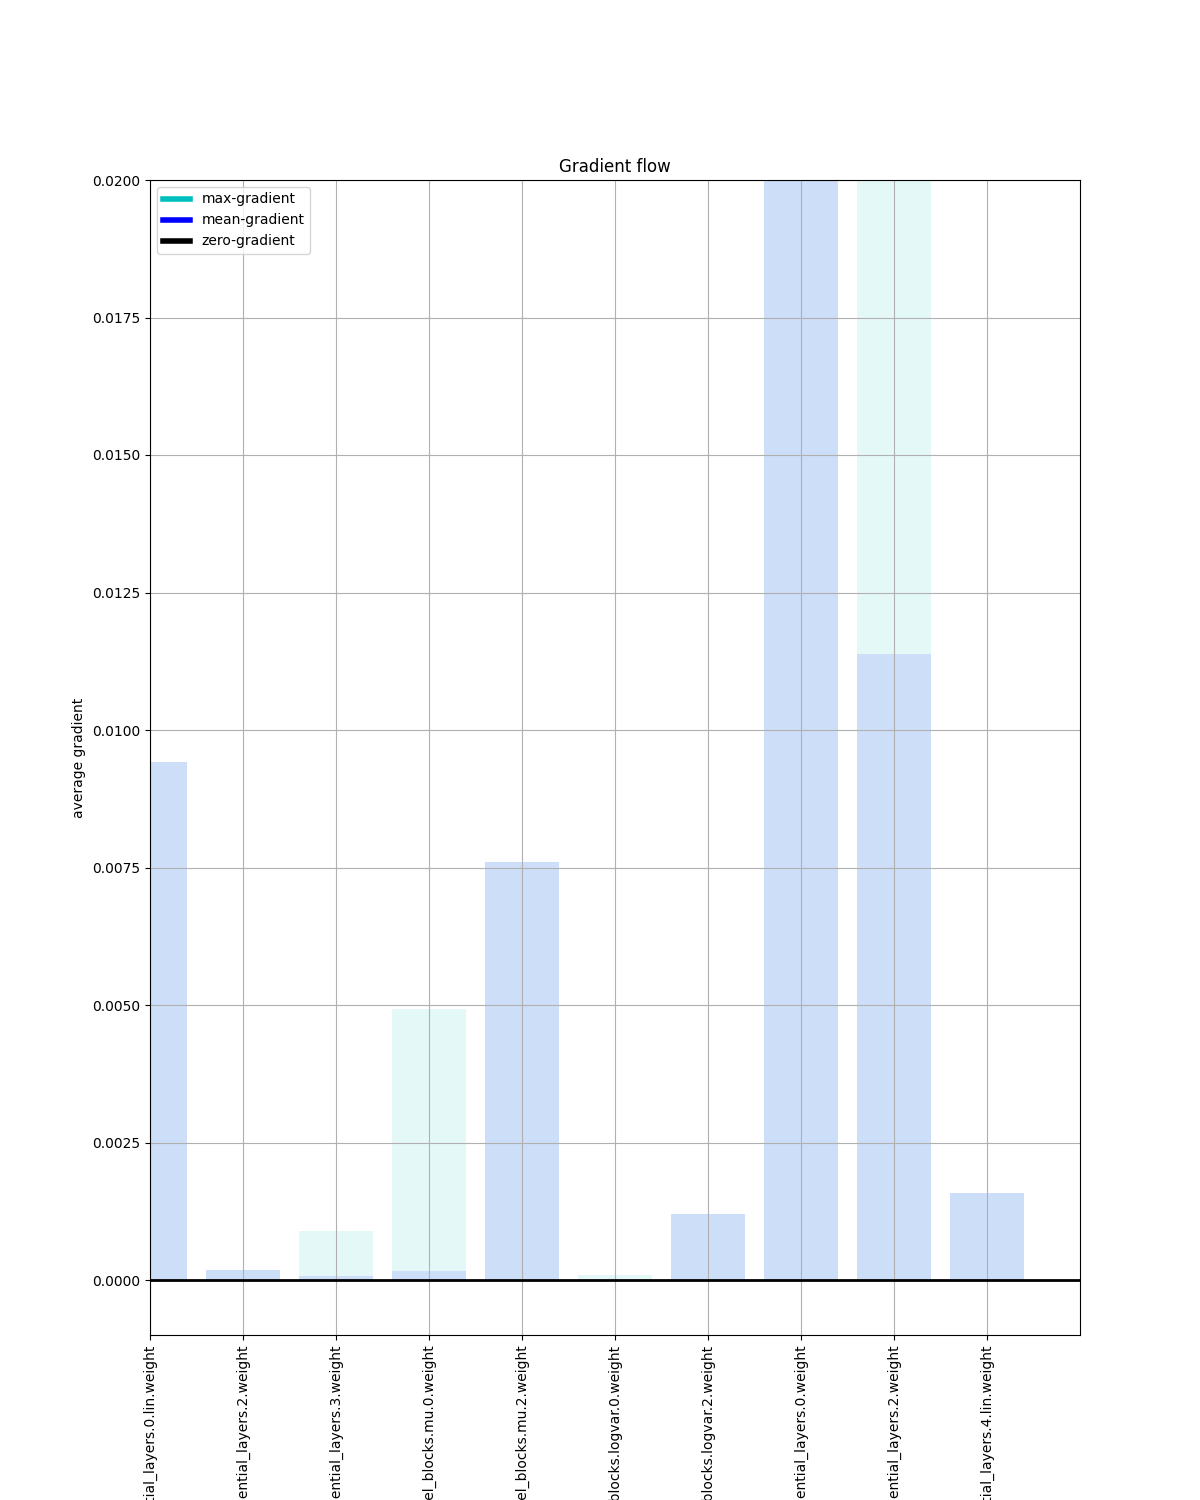 Gradient flow
max-gradient
mean-gradient
zero-gradient
0.0200
0.0175
0.0150
0.0125
0.0100
0.0075
0.0050
0.0025
0.0000
average gradient
tial_layers.0.lin.weight
ential_layers.2.weight
ential_layers.3.weight
el_blocks.mu.0.weight
el_blocks.mu.2.weight
blocks.logvar.0.weight
blocks.logvar.2.weight
ential_layers.0.weight
ential_layers.2.weight
tial_layers.4.lin.weight